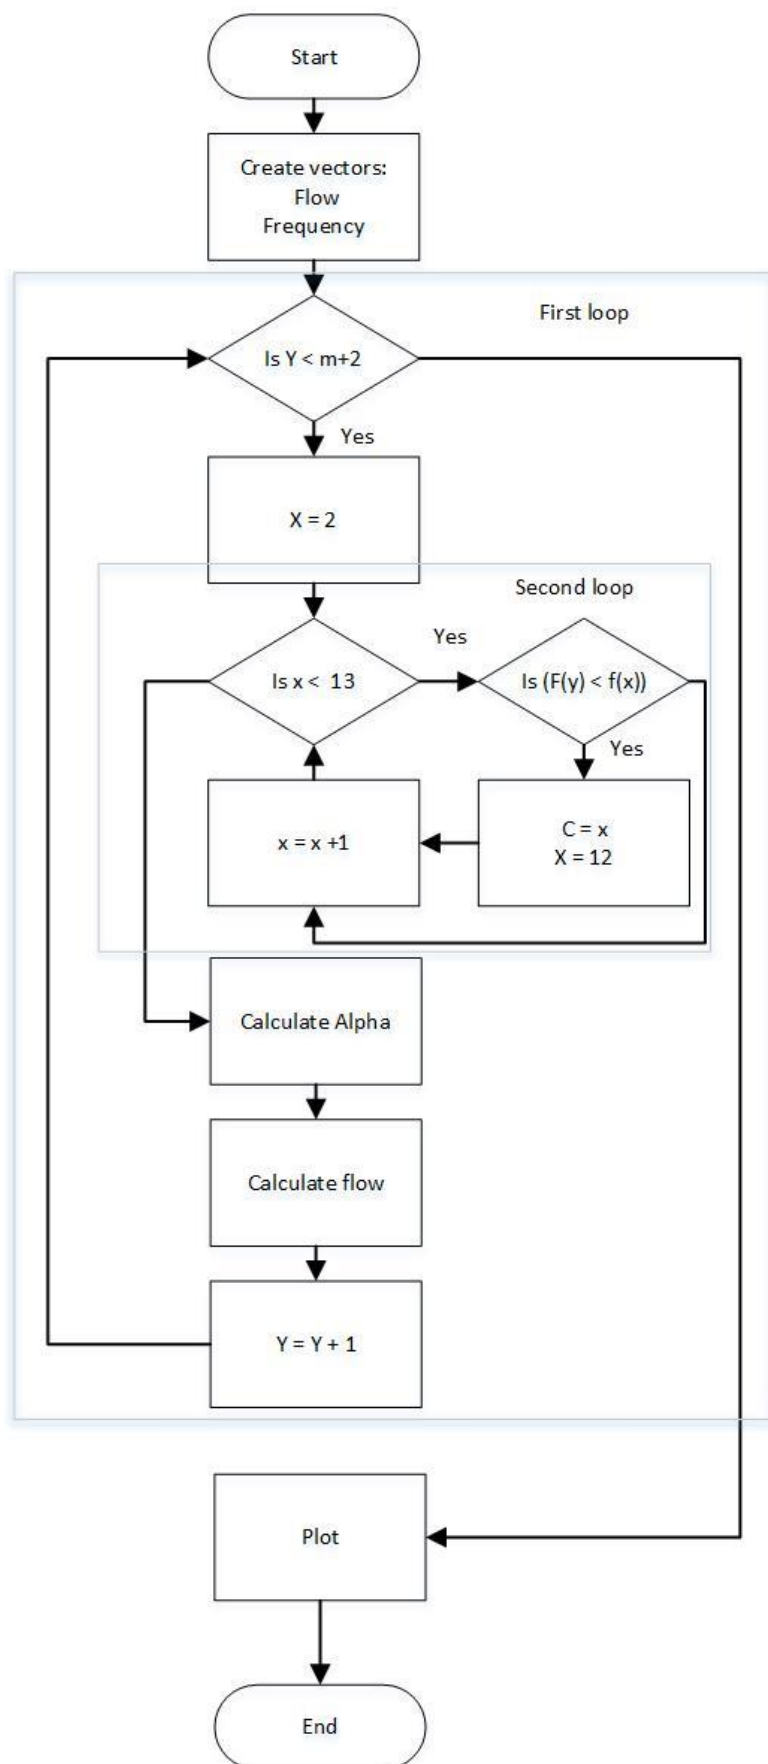 Start
Create vectors:
Flow
Frequency
First loop
Is Y < m+2
Yes
X = 2
Second loop
Yes
Is x <  13
Is (F(y) < f(x))
Yes
x = x +1
C = x
X = 12
Calculate Alpha
Calculate flow
Y = Y + 1
Plot
End